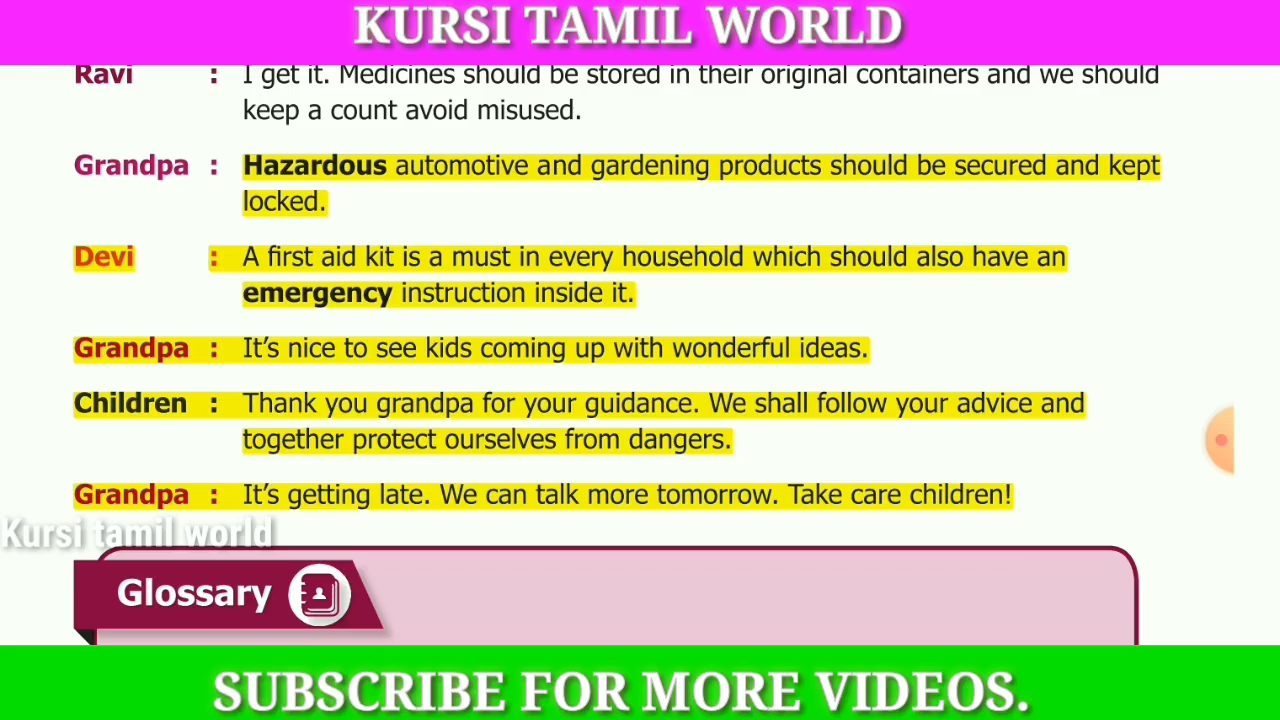 KURSI TAMIL WORLD
Ravi : I get it. Medicines should be stored in their original containers and we should
keep a count avoid misused.
Grandpa : Hazardous automotive and gardening products should be secured and kept
locked.
Devi : A first aid kit is a must in every household which should also have an
emergency instruction inside it.
Grandpa : It’s nice to see kids coming up with wonderful ideas.
Children : Thank you grandpa for your guidance. We shall follow your advice and
together protect ourselves from dangers.
Grandpa : It’s getting late. We can talk more tomorrow. Take care children!
Kursi tamil world
Glossary
SUBSCRIBE FOR MORE VIDEOS.